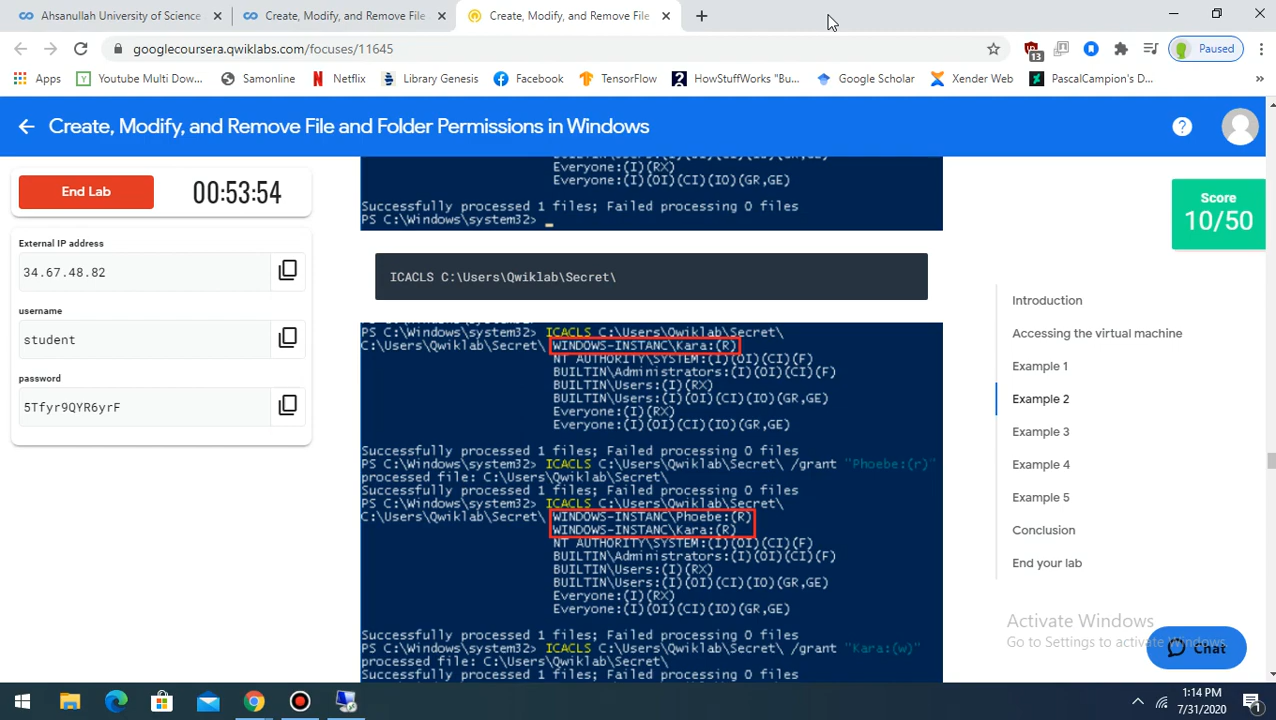 Ahsanullah University of Science
Create, Modify, and Remove File
Create, Modify, and Remove File
googlecoursera.qwiklabs.com/focuses/11645
13
Paused
Apps
Youtube Multi Dow...
Samonline
Netflix
Library Genesis
Facebook
TensorFlow
HowStuffWorks "Bu...
Google Scholar
Xender Web
PascalCampion's D...
»
Create, Modify, and Remove File and Folder Permissions in Windows
End Lab
00:53:54
External IP address
34.67.48.82
username
student
password
5Tfyr9QYR6yrF
Everyone:(I)(RX)
Everyone:(I)(OI)(CI)(IO)(GR,GE)
Successfully processed 1 files; Failed processing 0 files
PS C:\Windows\system32> _
ICACLS C:\Users\Qwiklab\Secret\
PS C:\Windows\system32> ICACLS C:\Users\Qwiklab\Secret\
C:\Users\Qwiklab\Secret\ WINDOWS-INSTANC\Kara:(R)
NT AUTHORITY\SYSTEM:(I)(OI)(CI)(F)
BUILTIN\Administrators:(I)(OI)(CI)(F)
BUILTIN\Users:(I)(RX)
BUILTIN\Users:(I)(OI)(CI)(IO)(GR,GE)
Everyone:(I)(RX)
Everyone:(I)(OI)(CI)(IO)(GR,GE)
Successfully processed 1 files; Failed processing 0 files
PS C:\Windows\system32> ICACLS C:\Users\Qwiklab\Secret\ /grant "Phoebe:(r)"
processed file: C:\Users\Qwiklab\Secret\
Successfully processed 1 files; Failed processing 0 files
PS C:\Windows\system32> ICACLS C:\Users\Qwiklab\Secret\
C:\Users\Qwiklab\Secret\ WINDOWS-INSTANC\Phoebe:(R)
WINDOWS-INSTANC\Kara:(R)
NT AUTHORITY\SYSTEM:(I)(OI)(CI)(F)
BUILTIN\Administrators:(I)(OI)(CI)(F)
BUILTIN\Users:(I)(RX)
BUILTIN\Users:(I)(OI)(CI)(IO)(GR,GE)
Everyone:(I)(RX)
Everyone:(I)(OI)(CI)(IO)(GR,GE)
Successfully processed 1 files; Failed processing 0 files
PS C:\Windows\system32> ICACLS C:\Users\Qwiklab\Secret\ /grant "Kara:(w)"
processed file: C:\Users\Qwiklab\Secret\
Successfully processed 1 files; Failed processing 0 files
Score
10/50
Introduction
Accessing the virtual machine
Example 1
Example 2
Example 3
Example 4
Example 5
Conclusion
End your lab
Activate Windows
Go to Settings to activate Windows.
Chat
1:14 PM
7/31/2020
1